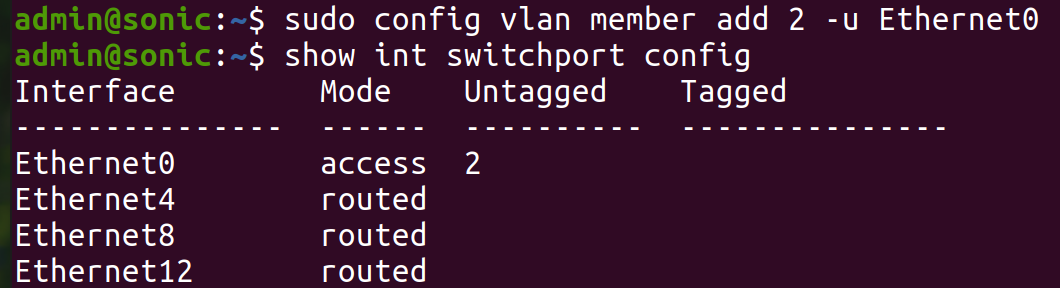 admin@sonic:~$ sudo config vlan member add 2 -u Ethernet0
admin@sonic:~$ show int switchport config
Interface        Mode    Untagged    Tagged
---------------  ------  ----------  ---------------
Ethernet0        access  2
Ethernet4        routed
Ethernet8        routed
Ethernet12       routed